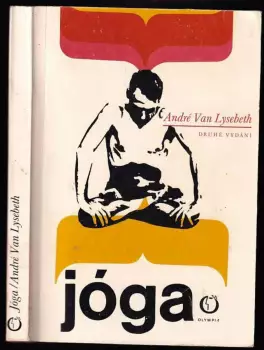 Jóga/André Van Lysebeth
André Van Lysebeth
DRUHÉ VYDÁNÍ
jóga
OLYMPIA